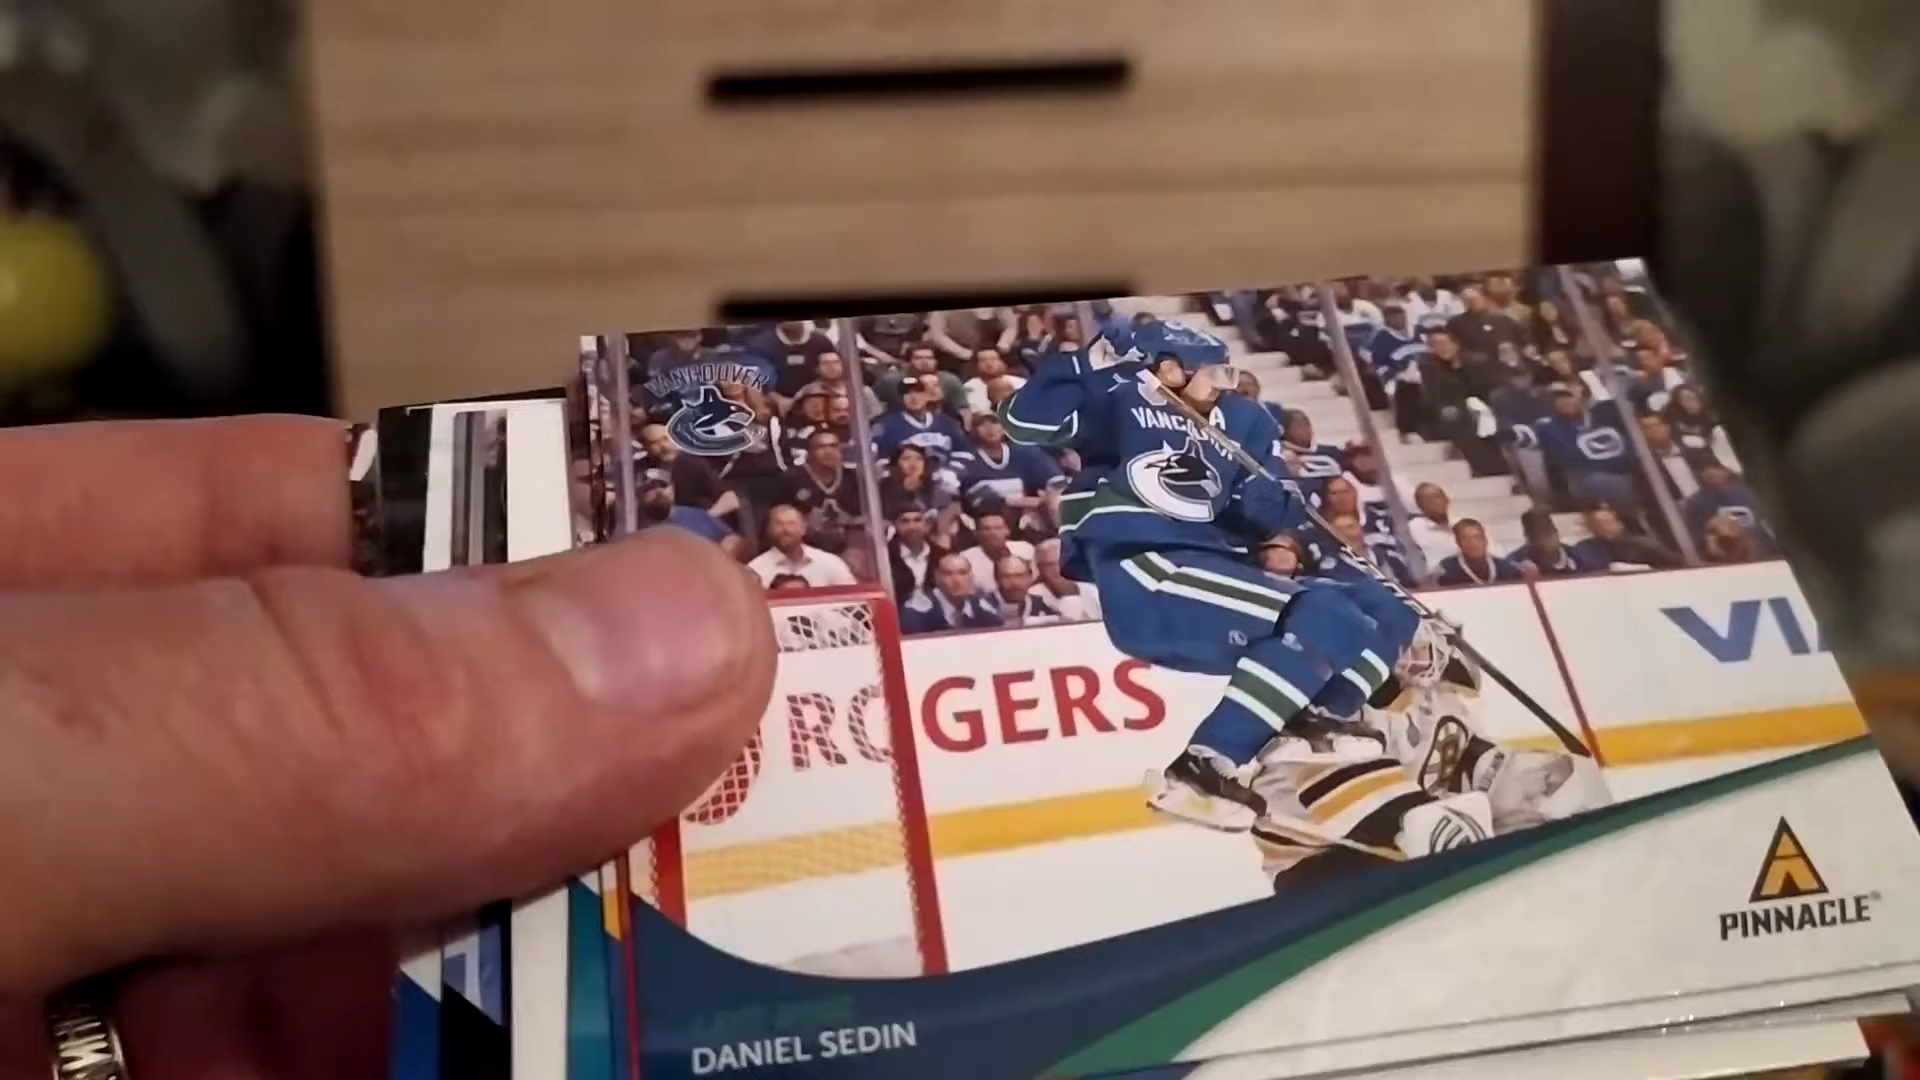 VANCOUVER
VANCOUVER
A
ROGERS
VI
PINNACLE®
DANIEL SEDIN